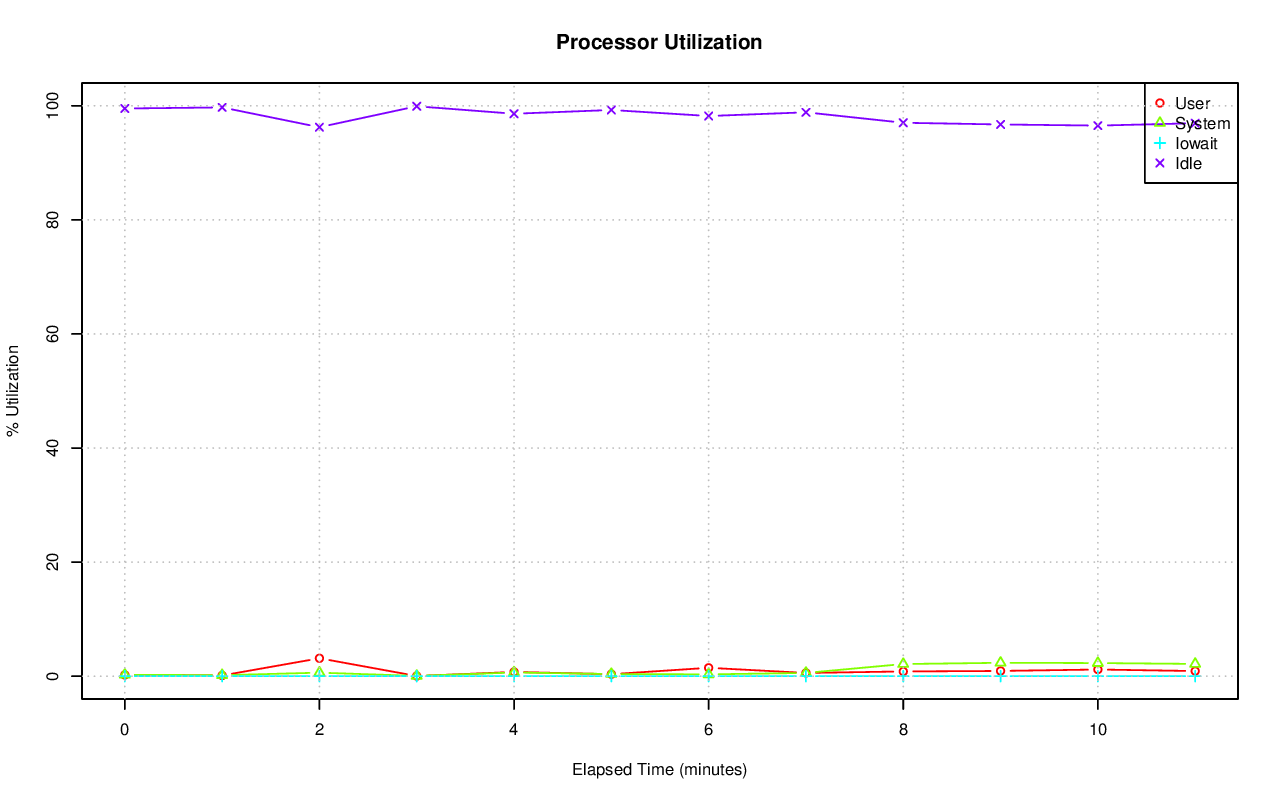 Processor Utilization
100
80
60
40
20
0
% Utilization
User
System
Iowait
Idle
0 2 4 6 8 10
Elapsed Time (minutes)